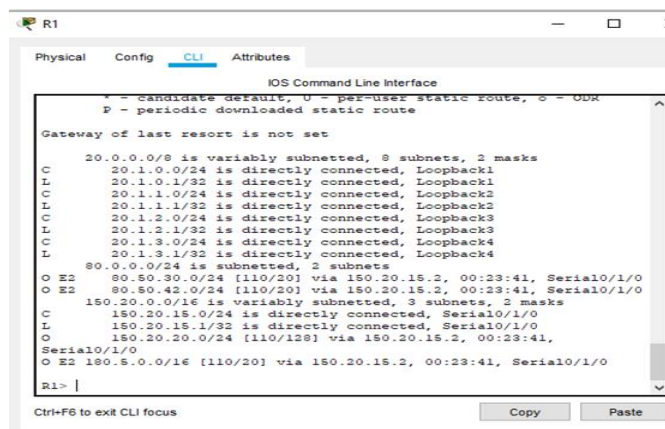 R1
Physical Config CLI Attributes
IOS Command Line Interface
* - candidate default, U - per-user static route, o - ODR
P - periodic downloaded static route
Gateway of last resort is not set
20.0.0.0/8 is variably subnetted, 8 subnets, 2 masks
C 20.1.0.0/24 is directly connected, Loopback1
L 20.1.0.1/32 is directly connected, Loopback1
C 20.1.1.0/24 is directly connected, Loopback2
L 20.1.1.1/32 is directly connected, Loopback2
C 20.1.2.0/24 is directly connected, Loopback3
L 20.1.2.1/32 is directly connected, Loopback3
C 20.1.3.0/24 is directly connected, Loopback4
L 20.1.3.1/32 is directly connected, Loopback4
80.0.0.0/24 is subnetted, 2 subnets
O E2 80.50.30.0/24 [110/20] via 150.20.15.2, 00:23:41, Serial0/1/0
O E2 80.50.42.0/24 [110/20] via 150.20.15.2, 00:23:41, Serial0/1/0
150.20.0.0/16 is variably subnetted, 3 subnets, 2 masks
C 150.20.15.0/24 is directly connected, Serial0/1/0
L 150.20.15.1/32 is directly connected, Serial0/1/0
O 150.20.20.0/24 [110/128] via 150.20.15.2, 00:23:41,
Serial0/1/0
O E2 180.5.0.0/16 [110/20] via 150.20.15.2, 00:23:41, Serial0/1/0
R1>
Ctrl+F6 to exit CLI focus
Copy Paste